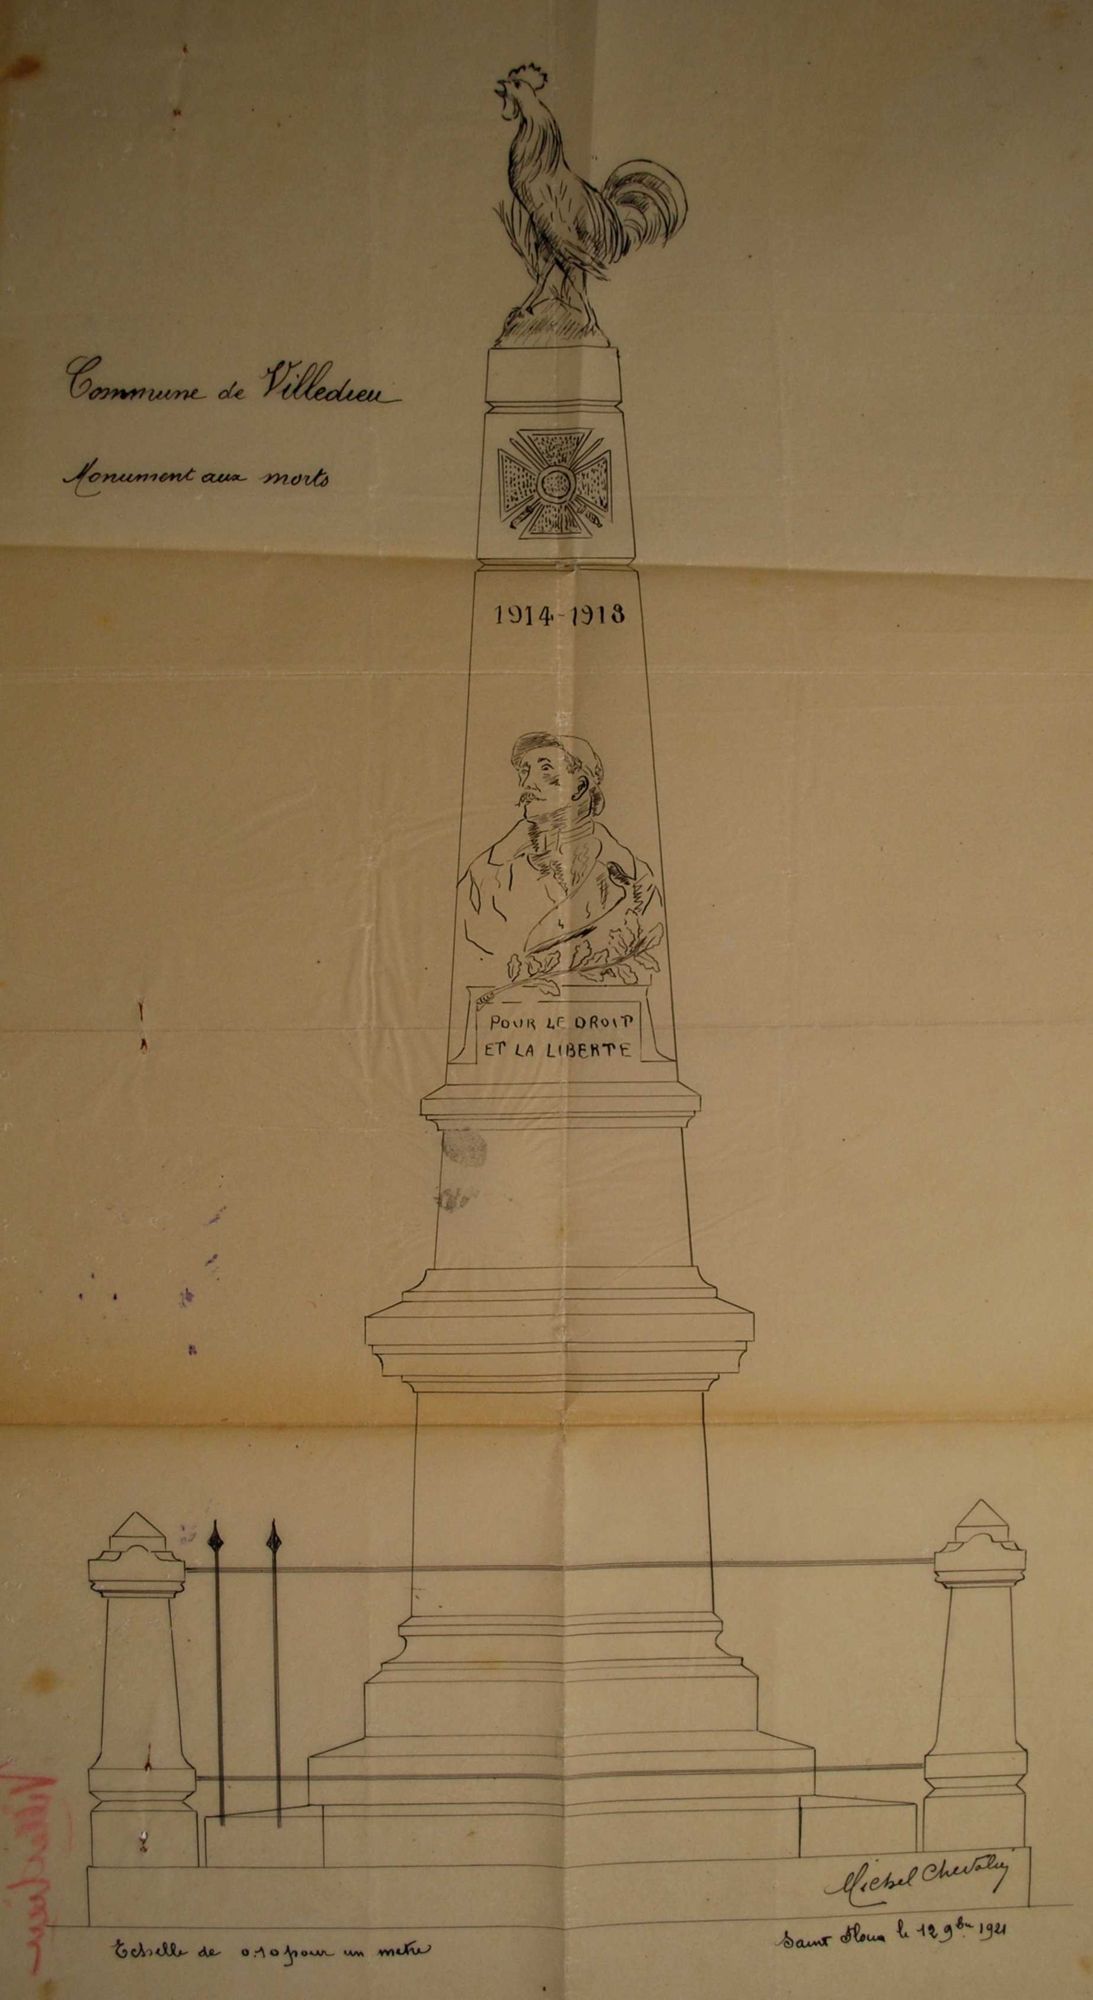 Commune de Villedieu
Monument aux morts
1914-1918
POUR LE DROIT
ET LA LIBERTE
Michel Chevalier
Echelle de 0.10 pour un metre
Saint Flour le 12 9bre 1921
Villedieu